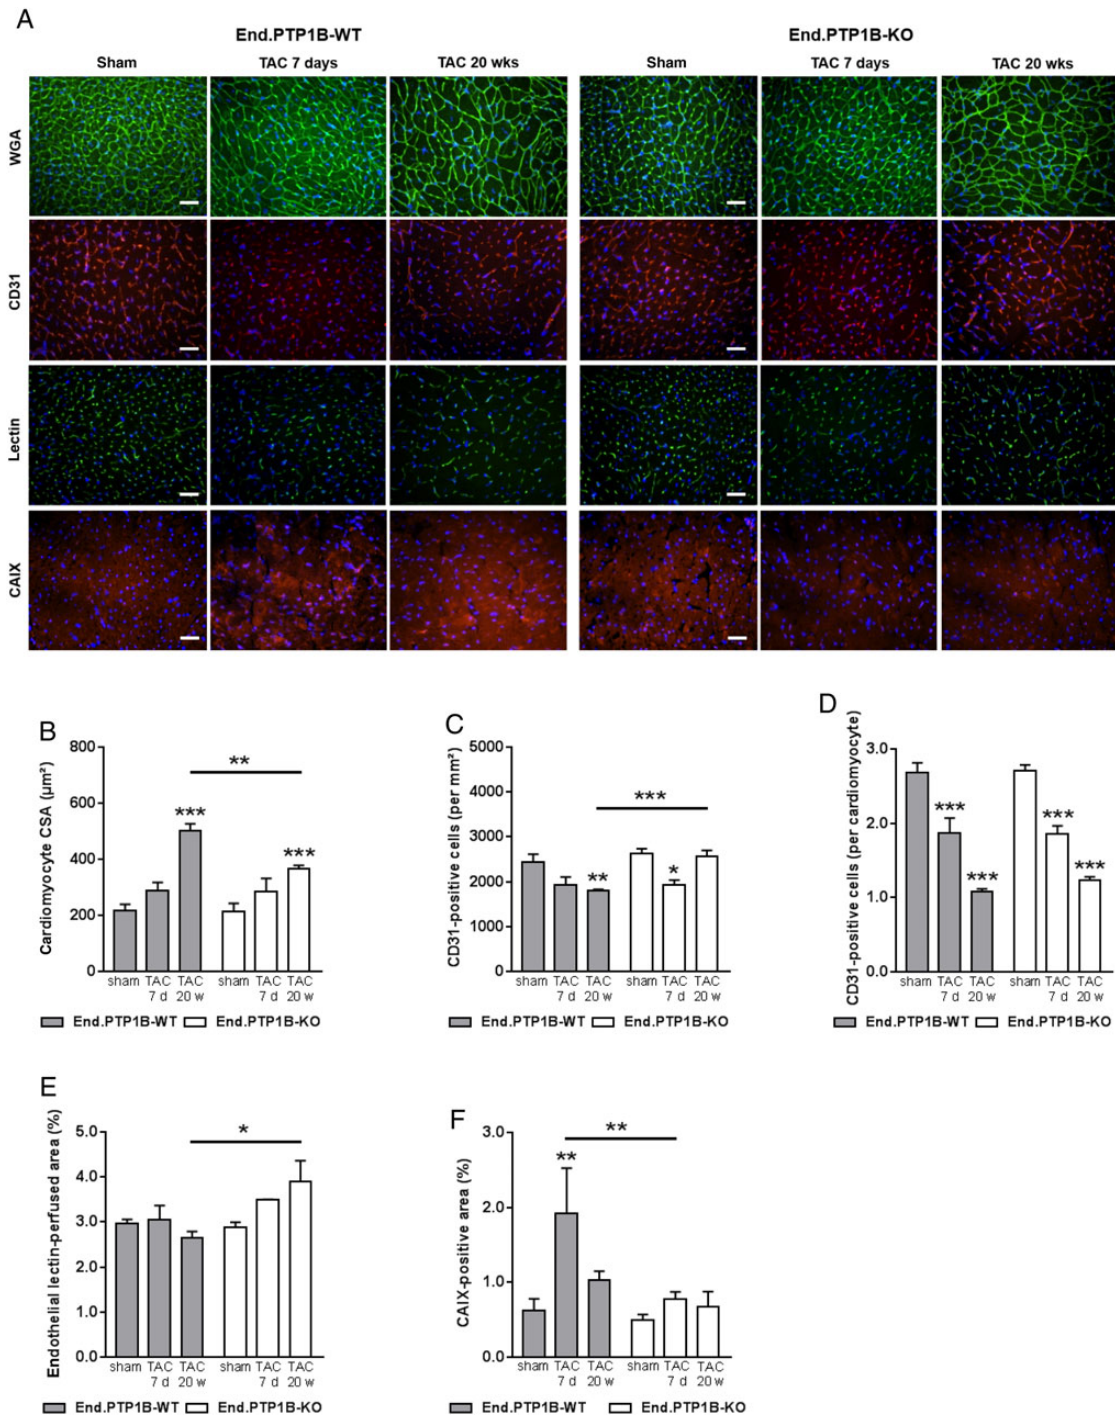 A
End.PTP1B-WT End.PTP1B-KO
Sham TAC 7 days TAC 20 wks Sham TAC 7 days TAC 20 wks
WGA
CD31
Lectin
CAIX
B
Cardiomyocyte CSA (µm²)
800
600
400
200
0
**
***
***
sham TAC 7 d TAC 20 w sham TAC 7 d TAC 20 w
End.PTP1B-WT End.PTP1B-KO
C
CD31-positive cells (per mm²)
5000
4000
3000
2000
1000
0
***
**
*
sham TAC 7 d TAC 20 w sham TAC 7 d TAC 20 w
End.PTP1B-WT End.PTP1B-KO
D
CD31-positive cells (per cardiomyocyte)
3.0
2.0
1.0
0.0
***
***
***
***
sham TAC 7 d TAC 20 w sham TAC 7 d TAC 20 w
End.PTP1B-WT End.PTP1B-KO
E
Endothelial lectin-perfused area (%)
5.0
4.0
3.0
2.0
1.0
0.0
*
sham TAC 7 d TAC 20 w sham TAC 7 d TAC 20 w
End.PTP1B-WT End.PTP1B-KO
F
CAIX-positive area (%)
3.0
2.0
1.0
0.0
**
**
sham TAC 7 d TAC 20 w sham TAC 7 d TAC 20 w
End.PTP1B-WT End.PTP1B-KO